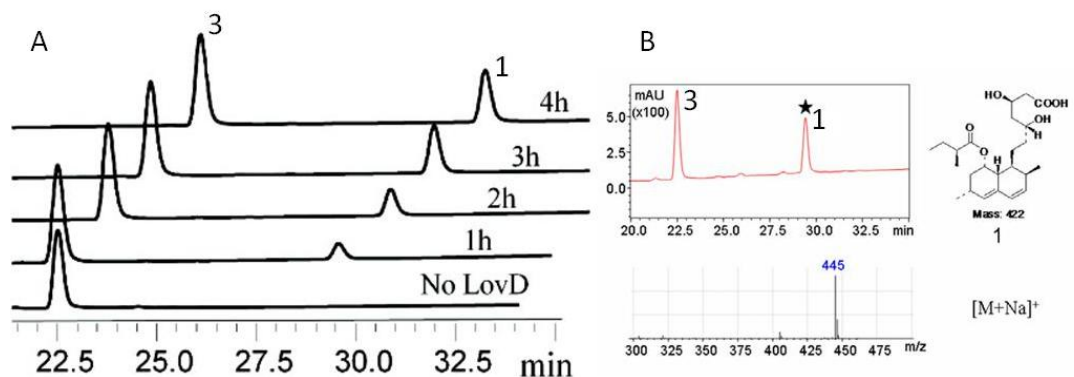 A
3
1
4h
3h
2h
1h
No LovD
22.5 25.0 27.5 30.0 32.5 min
B
mAU
(x100)
3
★
1
5.0
2.5
0.0
20.0 22.5 25.0 27.5 30.0 32.5 min
HO
COOH
OH
H
O
O
H
Mass: 422
1
445
300 325 350 375 400 425 450 475 m/z
[M+Na]⁺